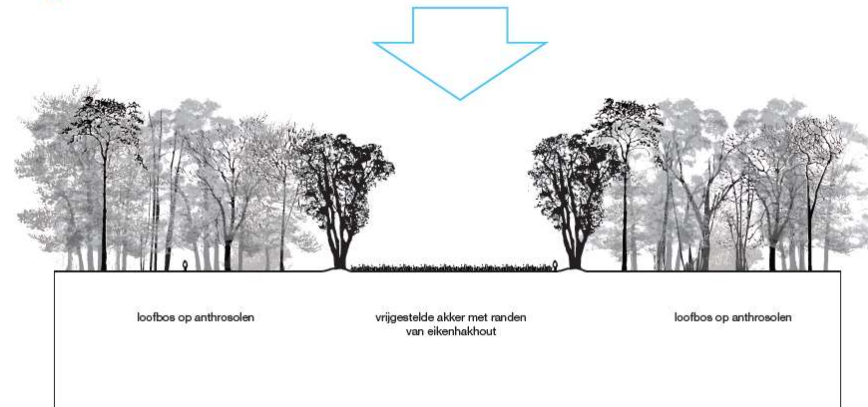 loofbos op anthrosolen
vrijgestelde akker met randen
van eikenhakhout
loofbos op anthrosolen